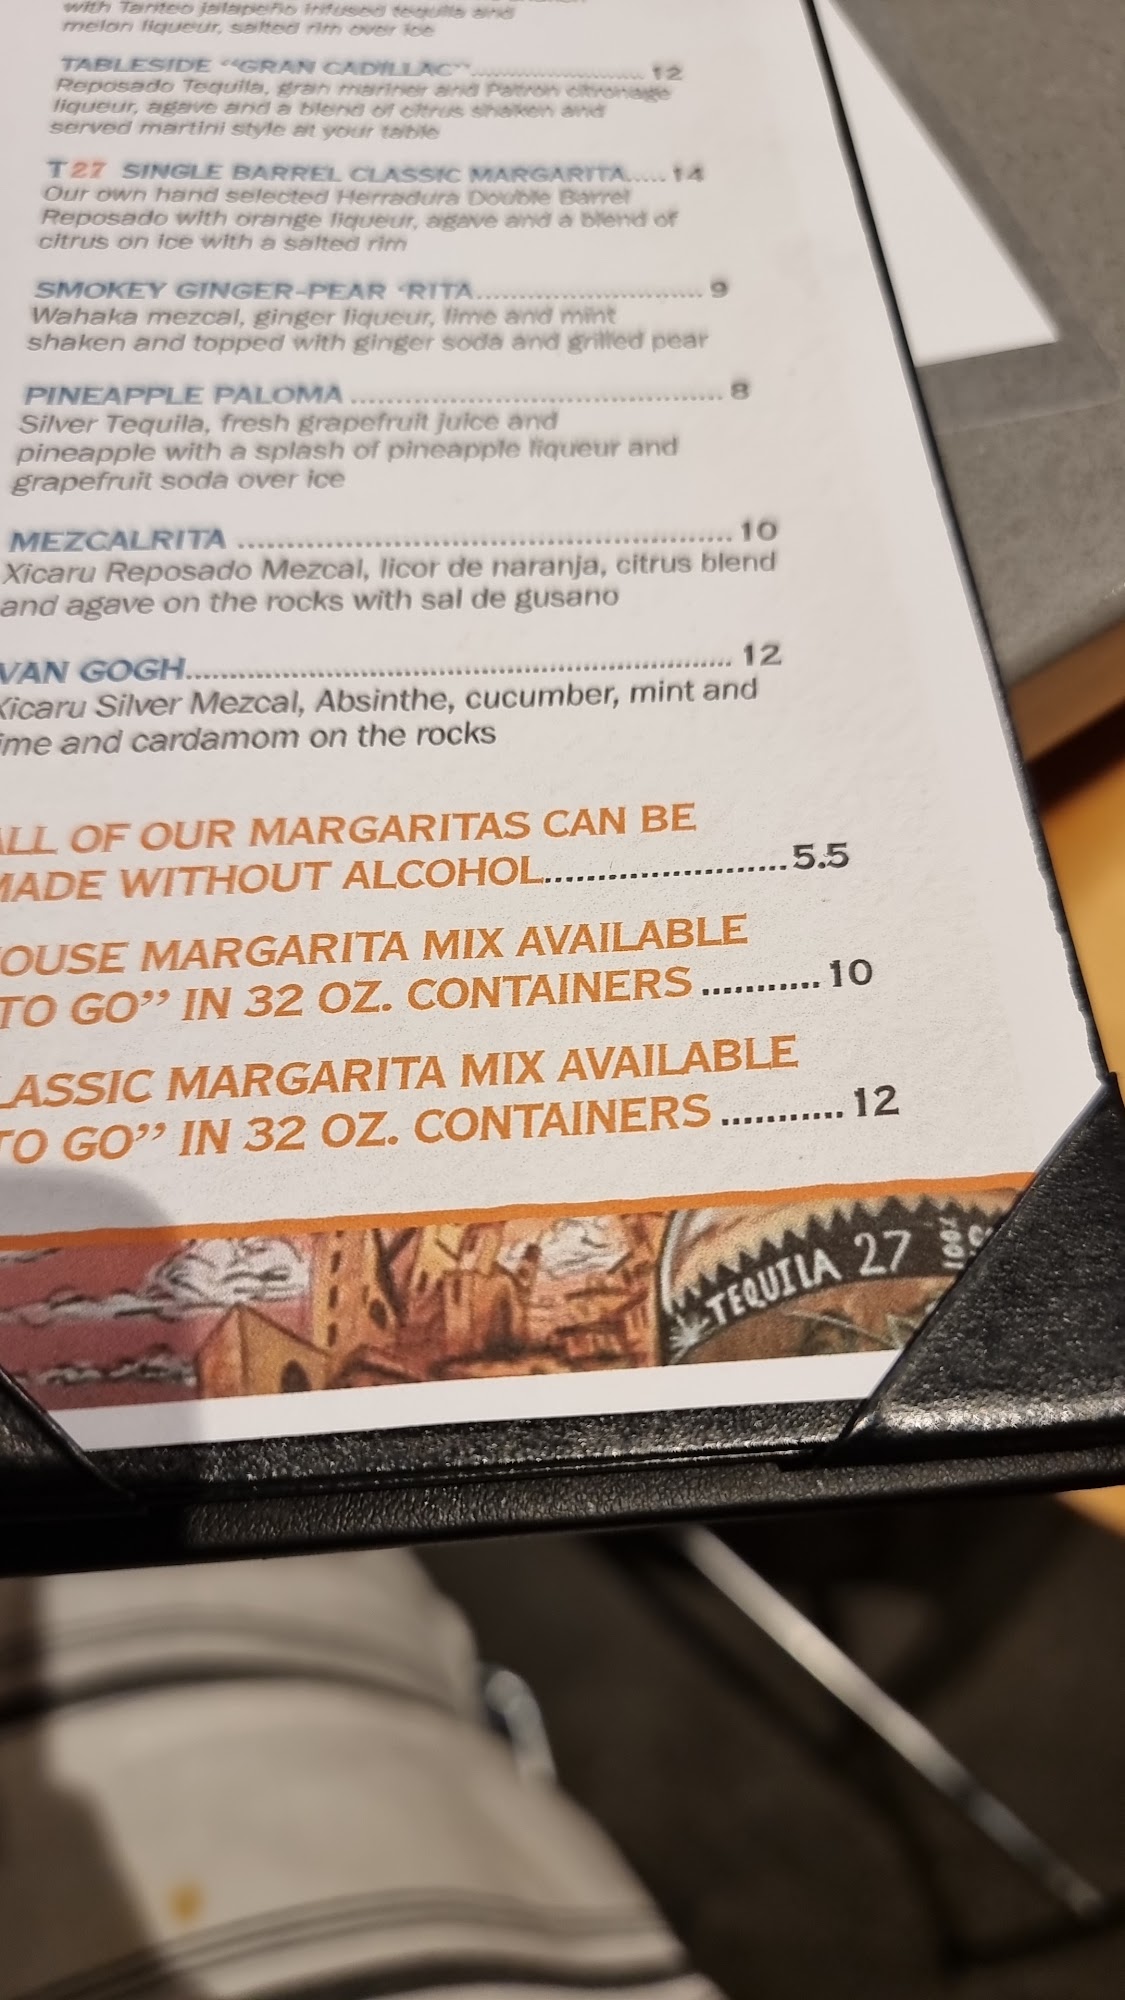 with Tanteo jalapeño infused tequila and
melon liqueur, salted rim over ice
TABLESIDE "GRAN CADILLAC"........................ 12
Reposado Tequila, gran marnier and Patron citronage
liqueur, agave and a blend of citrus shaken and
served martini style at your table
T27 SINGLE BARREL CLASSIC MARGARITA..... 14
Our own hand selected Herradura Double Barrel
Reposado with orange liqueur, agave and a blend of
citrus on ice with a salted rim
SMOKEY GINGER-PEAR 'RITA............................ 9
Wahaka mezcal, ginger liqueur, lime and mint
shaken and topped with ginger soda and grilled pear
PINEAPPLE PALOMA ............................................ 8
Silver Tequila, fresh grapefruit juice and
pineapple with a splash of pineapple liqueur and
grapefruit soda over ice
MEZCALRITA ...................................................... 10
Xicaru Reposado Mezcal, licor de naranja, citrus blend
and agave on the rocks with sal de gusano
VAN GOGH............................................................ 12
Xicaru Silver Mezcal, Absinthe, cucumber, mint and
ime and cardamom on the rocks
ALL OF OUR MARGARITAS CAN BE
MADE WITHOUT ALCOHOL.......................5.5
OUSE MARGARITA MIX AVAILABLE
TO GO” IN 32 OZ. CONTAINERS ...........10
LASSIC MARGARITA MIX AVAILABLE
TO GO” IN 32 OZ. CONTAINERS ...........12
TEQUILA 27 100%